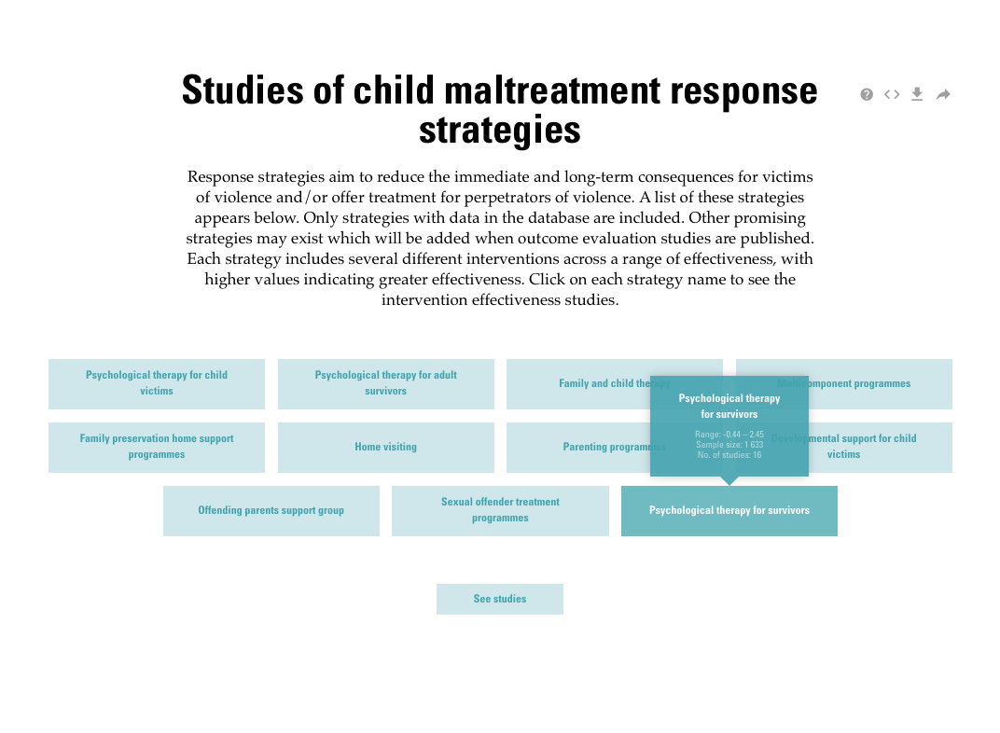 Studies of child maltreatment response
strategies
Response strategies aim to reduce the immediate and long-term consequences for victims
of violence and/or offer treatment for perpetrators of violence. A list of these strategies
appears below. Only strategies with data in the database are included. Other promising
strategies may exist which will be added when outcome evaluation studies are published.
Each strategy includes several different interventions across a range of effectiveness, with
higher values indicating greater effectiveness. Click on each strategy name to see the
intervention effectiveness studies.
Psychological therapy for child
victims
Psychological therapy for adult
survivors
Family and child therapy
Multicomponent programmes
Psychological therapy
for survivors
Range: -0.44 – 2.45
Sample size: 1 633
No. of studies: 16
Family preservation home support
programmes
Home visiting
Parenting programmes
Developmental support for child
victims
Offending parents support group
Sexual offender treatment
programmes
Psychological therapy for survivors
See studies